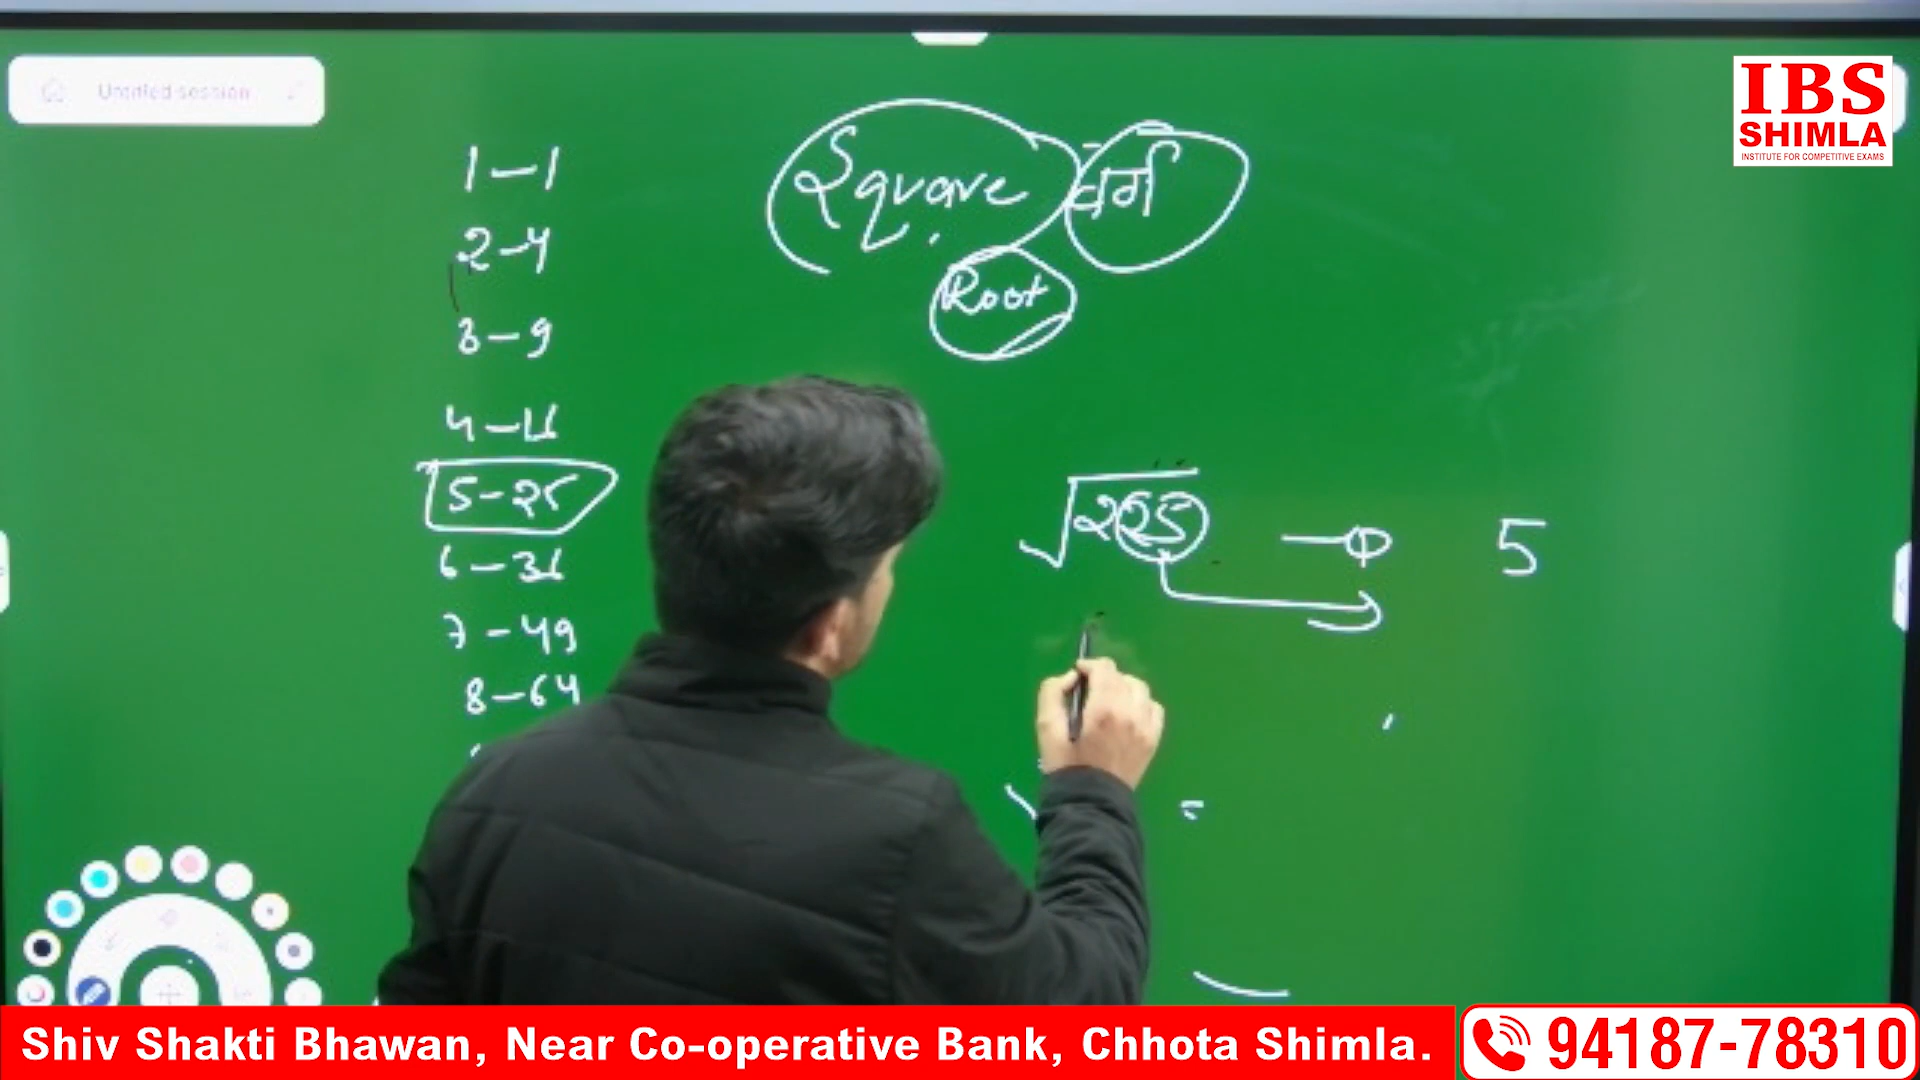 Untitled session
IBS
SHIMLA
INSTITUTE FOR COMPETITIVE EXAMS
Square वर्ग
Root
1-1
2-4
3-9
4-16
5-25
6-36
7-49
8-64
√225
5
Shiv Shakti Bhawan, Near Co-operative Bank, Chhota Shimla.
94187-78310